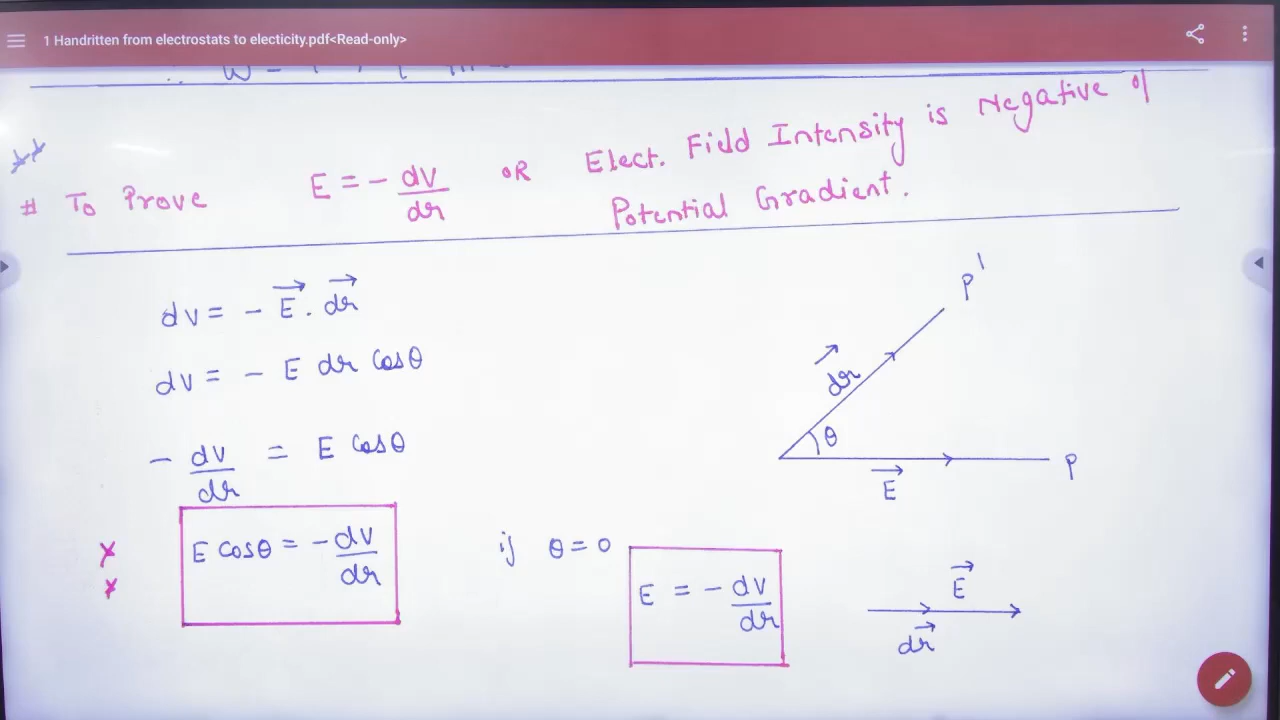 1 Handritten from electrostats to electicity.pdf<Read-only>
# To Prove E = - dv/dr OR Elect. Field Intensity is Negative of
Potential Gradient.
dv = - E⃗ . dr⃗
dv = - E dr cosθ
- dv/dr = E cosθ
E cosθ = - dv/dr if θ = 0 E = - dv/dr
P'
dr⃗
θ
E⃗
P
E⃗
dr⃗